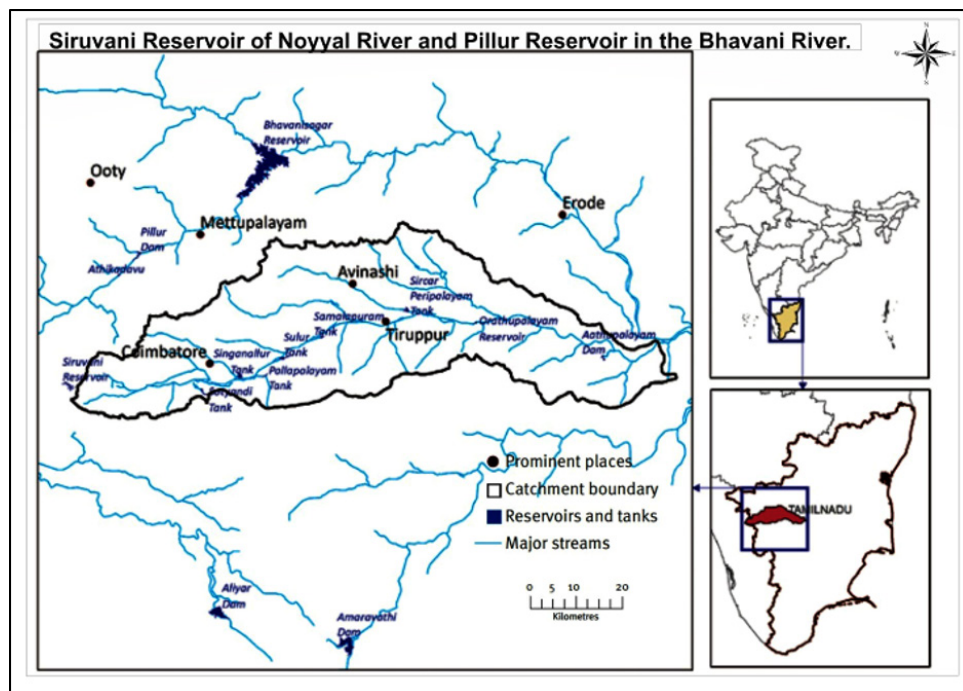 Siruvani Reservoir of Noyyal River and Pillur Reservoir in the Bhavani River.
N
W
E
S
Bhavanisagar
Reservoir
Ooty
Erode
Mettupalayam
Pillur
Dam
Athikadavu
Avinashi
Sircar
Peripalayam
Tank
Samalapuram
Tank
Tiruppur
Orathupalayam
Reservoir
Aathupalayam
Dam
Sulur
Tank
Coimbatore
Singanallur
Tank
Siruvani
Reservoir
Pallapalayam
Tank
Tank
Prominent places
Catchment boundary
Reservoirs and tanks
Major streams
0 5 10 20
Kilometres
Aliyar
Dam
Amaravathi
Dam
TAMILNADU